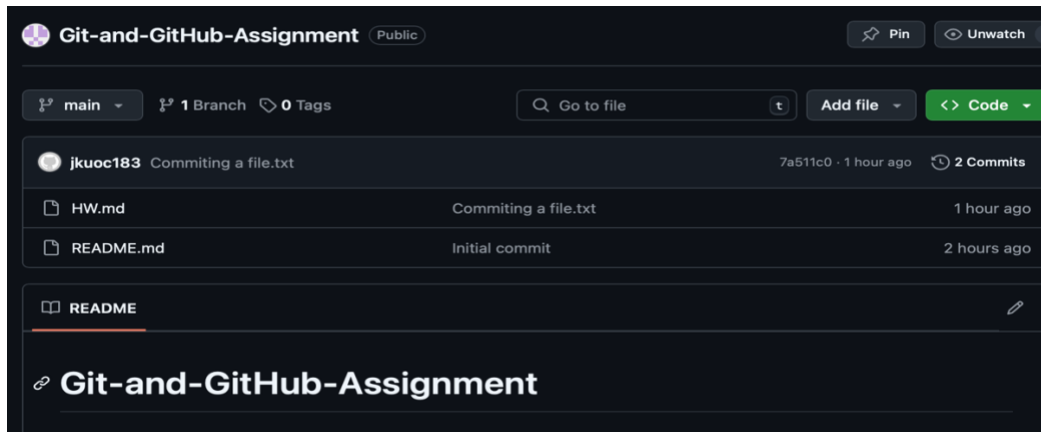 Git-and-GitHub-Assignment Public Pin Unwatch
main 1 Branch 0 Tags Go to file t Add file <> Code
jkuoc183 Commiting a file.txt 7a511c0 · 1 hour ago 2 Commits
HW.md Commiting a file.txt 1 hour ago
README.md Initial commit 2 hours ago
README
Git-and-GitHub-Assignment